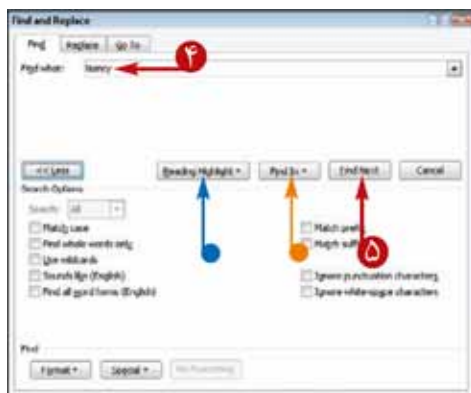 Find and Replace
Find Replace Go To
Find what: Nancy
۴
<< Less Reading Highlight Find In Find Next Cancel
Search Options
Search: All
Match case Match prefix
Find whole words only Match suffix
Use wildcards
۵
Sounds like (English) Ignore punctuation characters
Find all word forms (English) Ignore white-space characters
Find
Format Special No Formatting